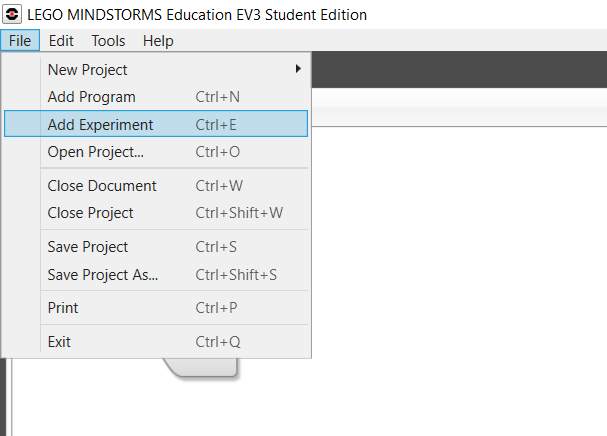 LEGO MINDSTORMS Education EV3 Student Edition
File Edit Tools Help
New Project
Add Program Ctrl+N
Add Experiment Ctrl+E
Open Project... Ctrl+O
Close Document Ctrl+W
Close Project Ctrl+Shift+W
Save Project Ctrl+S
Save Project As... Ctrl+Shift+S
Print Ctrl+P
Exit Ctrl+Q